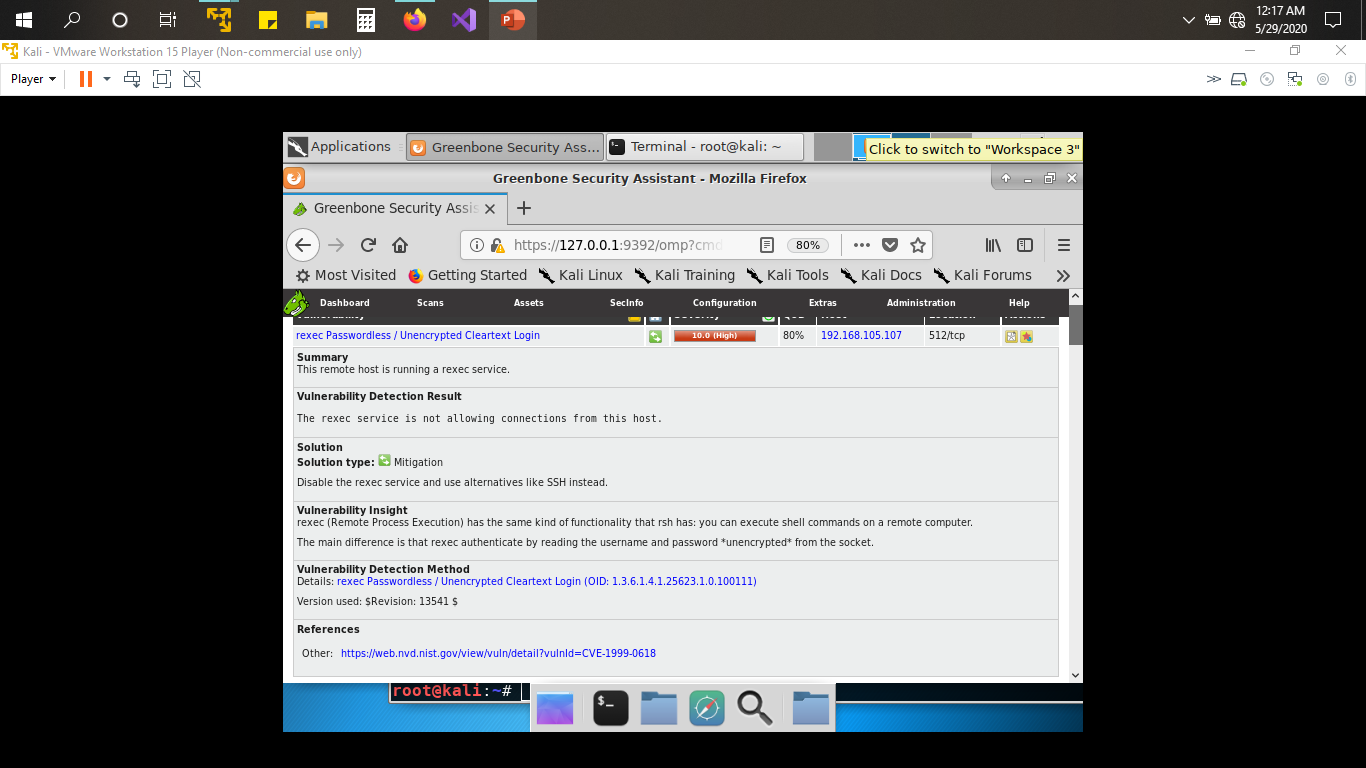 12:17 AM
5/29/2020
Kali - VMware Workstation 15 Player (Non-commercial use only)
Player
Applications
Greenbone Security Ass...
Terminal - root@kali: ~
Click to switch to "Workspace 3"
Greenbone Security Assistant - Mozilla Firefox
Greenbone Security Assis
https://127.0.0.1:9392/omp?cmd
80%
Most Visited
Getting Started
Kali Linux
Kali Training
Kali Tools
Kali Docs
Kali Forums
Dashboard Scans Assets SecInfo Configuration Extras Administration Help
rexec Passwordless / Unencrypted Cleartext Login 10.0 (High) 80% 192.168.105.107 512/tcp
Summary
This remote host is running a rexec service.
Vulnerability Detection Result
The rexec service is not allowing connections from this host.
Solution
Solution type: Mitigation
Disable the rexec service and use alternatives like SSH instead.
Vulnerability Insight
rexec (Remote Process Execution) has the same kind of functionality that rsh has: you can execute shell commands on a remote computer.
The main difference is that rexec authenticate by reading the username and password *unencrypted* from the socket.
Vulnerability Detection Method
Details: rexec Passwordless / Unencrypted Cleartext Login (OID: 1.3.6.1.4.1.25623.1.0.100111)
Version used: $Revision: 13541 $
References
Other: https://web.nvd.nist.gov/view/vuln/detail?vulnId=CVE-1999-0618
root@kali:~#